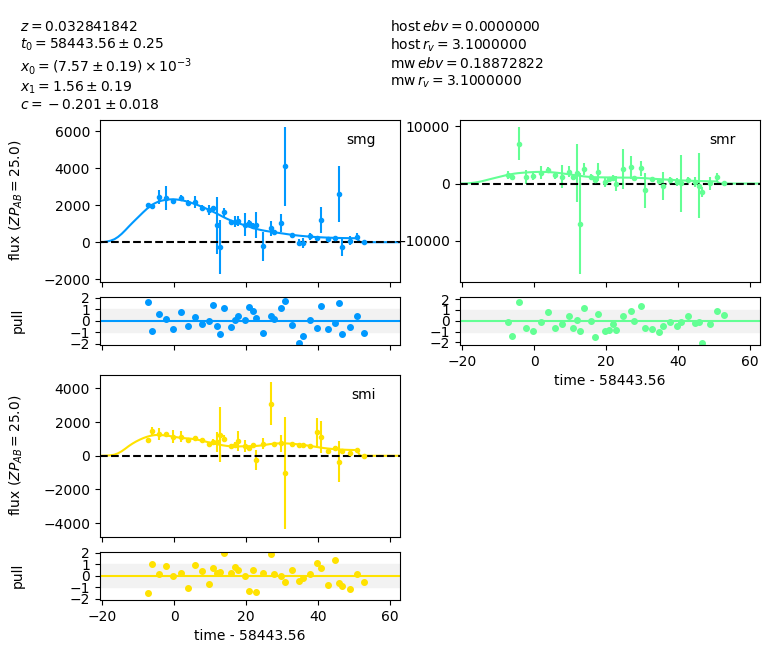 z = 0.032841842
t₀ = 58443.56 ± 0.25
x₀ = (7.57 ± 0.19) × 10⁻³
x₁ = 1.56 ± 0.19
c = −0.201 ± 0.018
host ebv = 0.0000000
host r_v = 3.1000000
mw ebv = 0.18872822
mw r_v = 3.1000000
smg
flux (ZP_AB = 25.0)
6000
4000
2000
0
−2000
smr
10000
0
−10000
pull
2
1
0
−1
−2
2
1
0
−1
−2
−20
0
20
40
60
time - 58443.56
smi
flux (ZP_AB = 25.0)
4000
2000
0
−2000
−4000
pull
2
1
0
−1
−2
−20
0
20
40
60
time - 58443.56